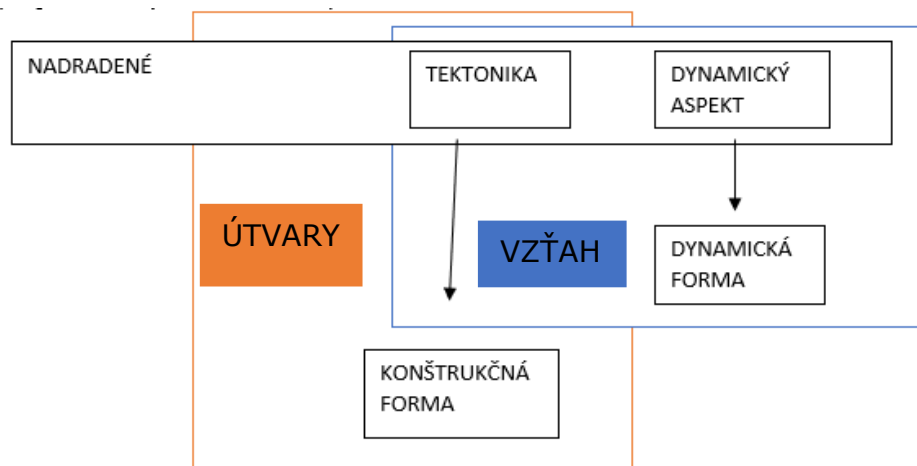 NADRADENÉ
TEKTONIKA
DYNAMICKÝ
ASPEKT
ÚTVARY
VZŤAH
DYNAMICKÁ
FORMA
KONŠTRUKČNÁ
FORMA